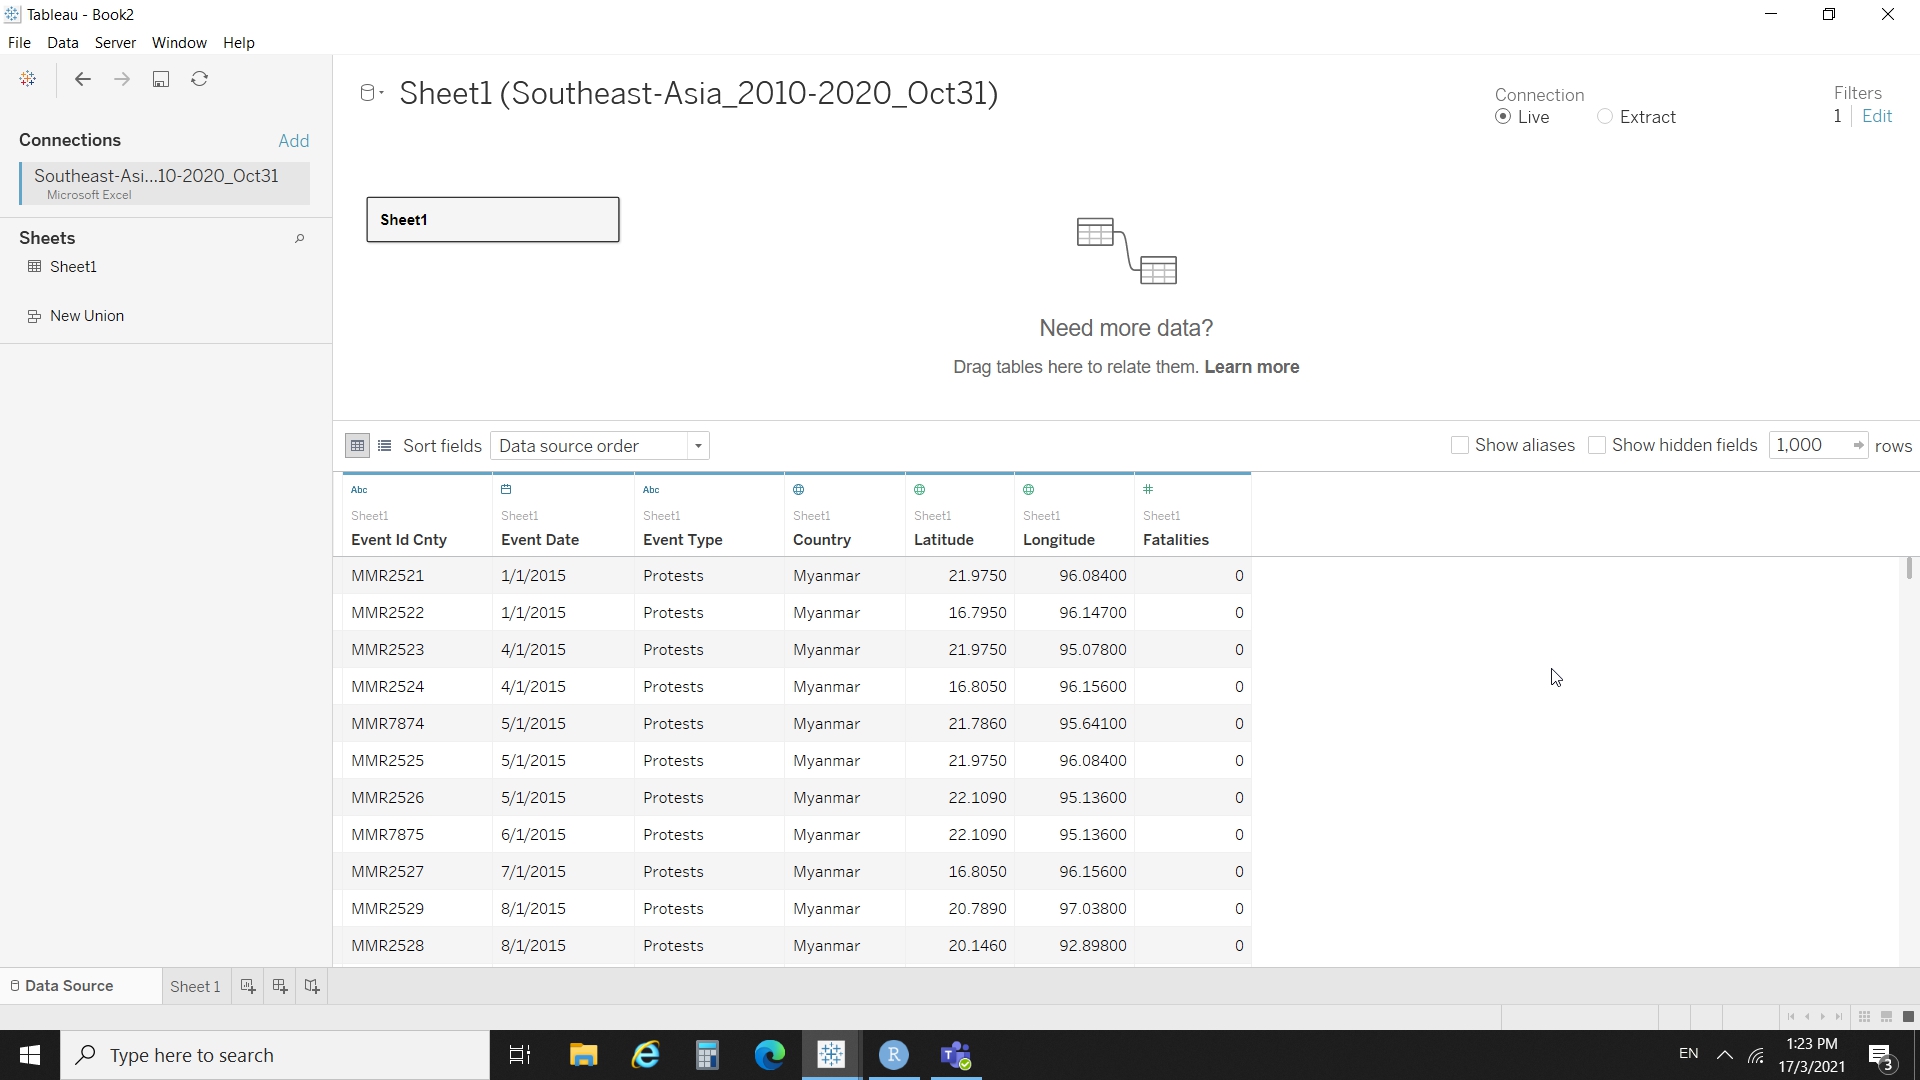 Tableau - Book2
File Data Server Window Help
Connections Add
Southeast-Asi...10-2020_Oct31
Microsoft Excel
Sheets
Sheet1
New Union
Sheet1 (Southeast-Asia_2010-2020_Oct31)
Connection
Live Extract
Filters
1 Edit
Sheet1
Need more data?
Drag tables here to relate them. Learn more
Sort fields Data source order Show aliases Show hidden fields 1,000 rows
Abc Abc #
Sheet1 Sheet1 Sheet1 Sheet1 Sheet1 Sheet1 Sheet1
Event Id Cnty Event Date Event Type Country Latitude Longitude Fatalities
MMR2521 1/1/2015 Protests Myanmar 21.9750 96.08400 0
MMR2522 1/1/2015 Protests Myanmar 16.7950 96.14700 0
MMR2523 4/1/2015 Protests Myanmar 21.9750 95.07800 0
MMR2524 4/1/2015 Protests Myanmar 16.8050 96.15600 0
MMR7874 5/1/2015 Protests Myanmar 21.7860 95.64100 0
MMR2525 5/1/2015 Protests Myanmar 21.9750 96.08400 0
MMR2526 5/1/2015 Protests Myanmar 22.1090 95.13600 0
MMR7875 6/1/2015 Protests Myanmar 22.1090 95.13600 0
MMR2527 7/1/2015 Protests Myanmar 16.8050 96.15600 0
MMR2529 8/1/2015 Protests Myanmar 20.7890 97.03800 0
MMR2528 8/1/2015 Protests Myanmar 20.1460 92.89800 0
Data Source Sheet 1
Type here to search
R
T
EN
1:23 PM
17/3/2021
3